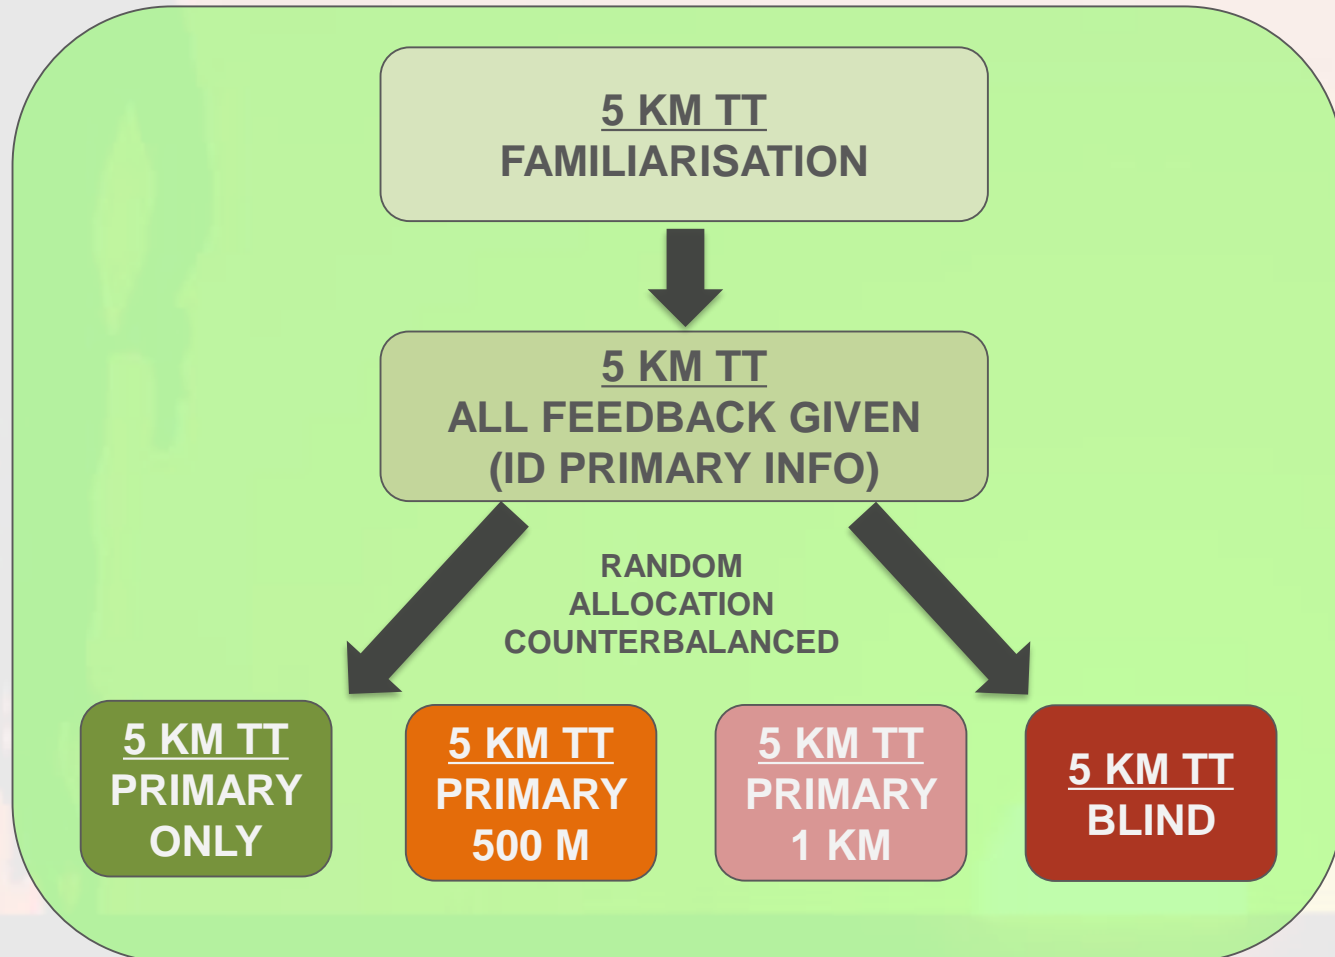 5 KM TT
FAMILIARISATION
5 KM TT
ALL FEEDBACK GIVEN
(ID PRIMARY INFO)
RANDOM
ALLOCATION
COUNTERBALANCED
5 KM TT
PRIMARY
ONLY
5 KM TT
PRIMARY
500 M
5 KM TT
PRIMARY
1 KM
5 KM TT
BLIND